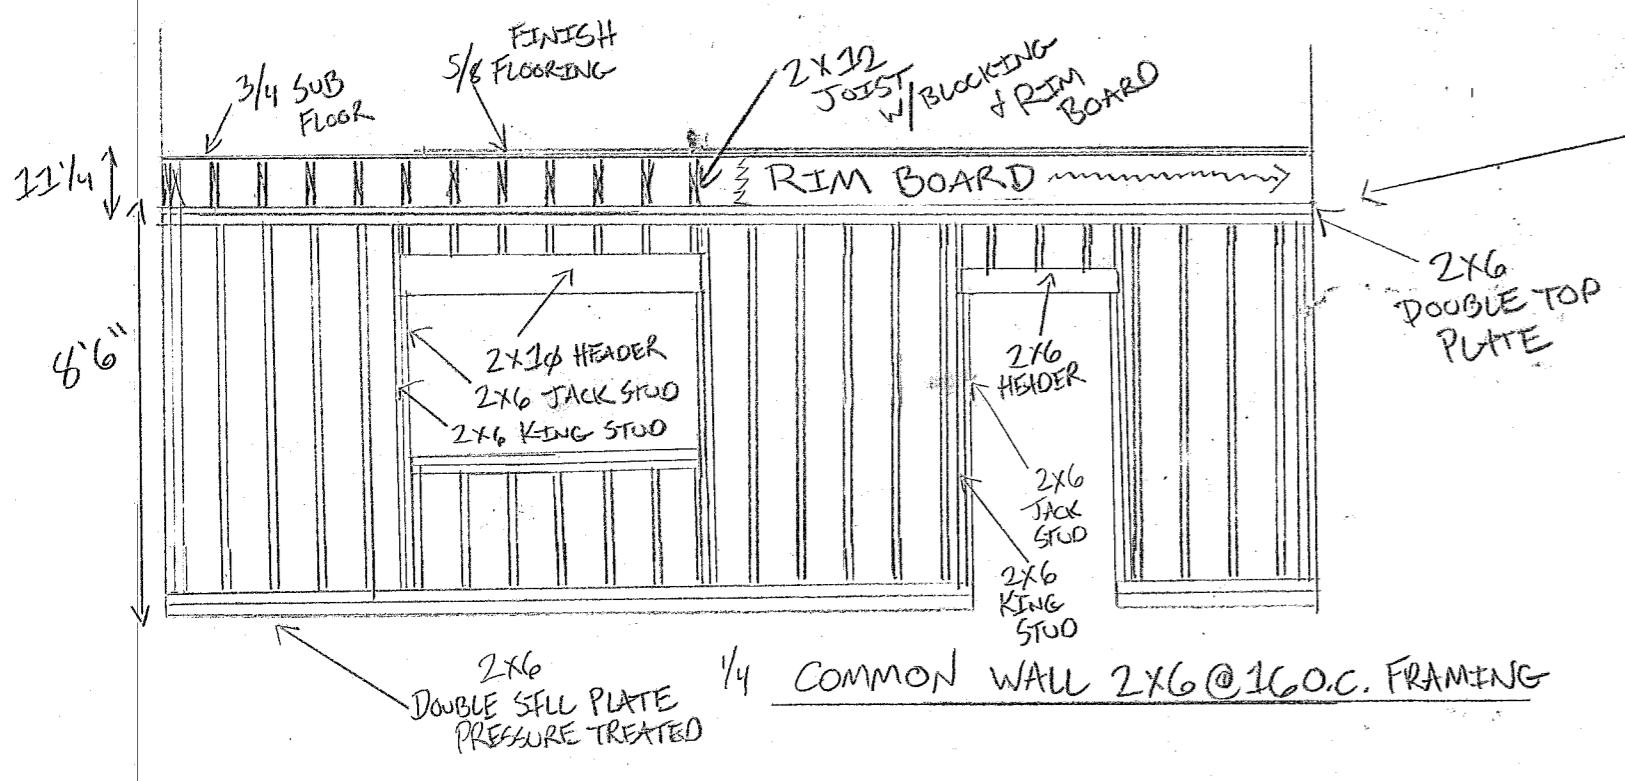 FINISH
5/8 FLOORING
3/4 SUB
FLOOR
2X12
JOIST
W/BLOCKING
& RIM
BOARD
11 1/4
RIM BOARD
8'6"
2X6
DOUBLE TOP
PLATE
2X10 HEADER
2X6 JACK STUD
2X6 KING STUD
2X6
HEADER
2X6
JACK
STUD
2X6
KING
STUD
2X6
DOUBLE SILL PLATE
PRESSURE TREATED
1/4 COMMON WALL 2X6@16O.C. FRAMING